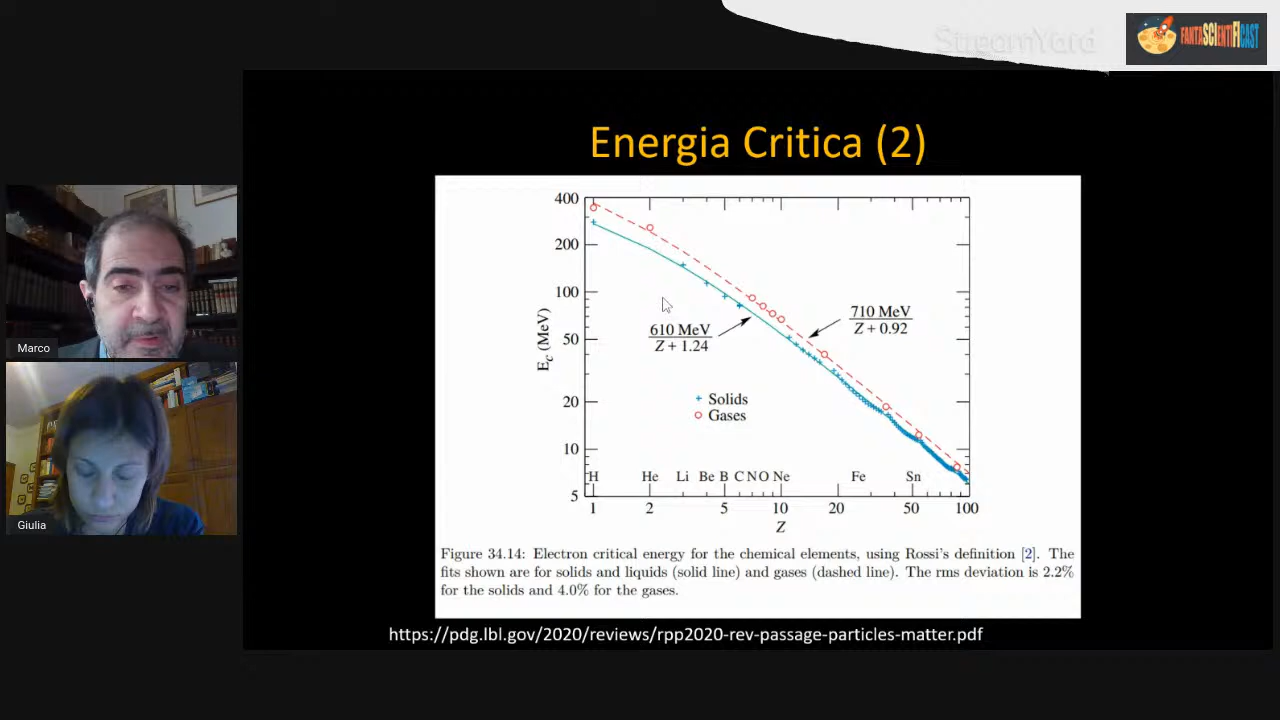 StreamYard
FANTASCIENTIFICAST
Energia Critica (2)
400
200
100
50
20
10
5
E_c (MeV)
610 MeV
Z + 1.24
710 MeV
Z + 0.92
Solids
Gases
H He Li Be B C N O Ne Fe Sn
1 2 5 10 20 50 100
Z
Figure 34.14: Electron critical energy for the chemical elements, using Rossi's definition [2]. The
fits shown are for solids and liquids (solid line) and gases (dashed line). The rms deviation is 2.2%
for the solids and 4.0% for the gases.
https://pdg.lbl.gov/2020/reviews/rpp2020-rev-passage-particles-matter.pdf
Marco
Giulia